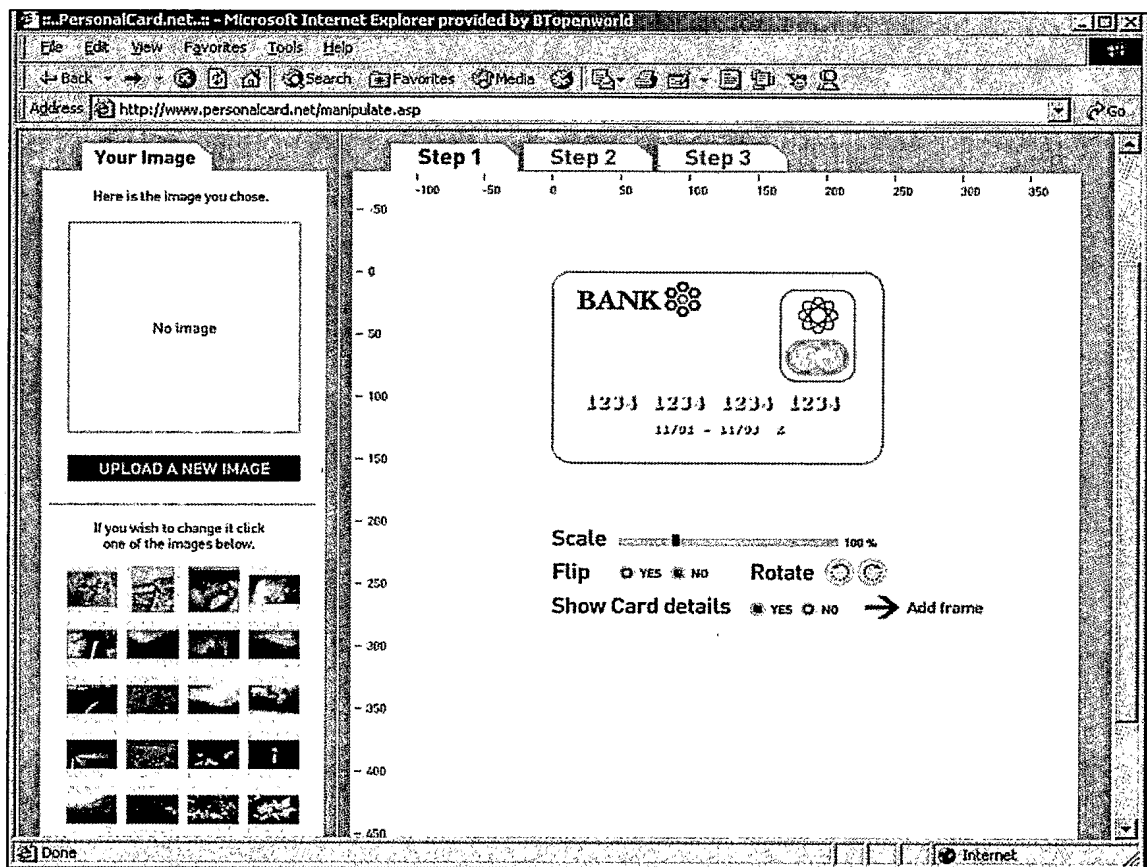 ::..PersonalCard.net..:: - Microsoft Internet Explorer provided by BTopenworld
File Edit View Favorites Tools Help
Back Search Favorites Media
Address http://www.personalcard.net/manipulate.asp Go
Your Image
Here is the image you chose.
No image
UPLOAD A NEW IMAGE
If you wish to change it click
one of the images below.
Step 1 Step 2 Step 3
-100 -50 0 50 100 150 200 250 300 350
-50
0
50
100
150
200
250
300
350
400
450
BANK
1234 1234 1234 1234
11/01 - 11/03
Scale 100 %
Flip YES NO Rotate
Show Card details YES NO Add frame
Done Internet